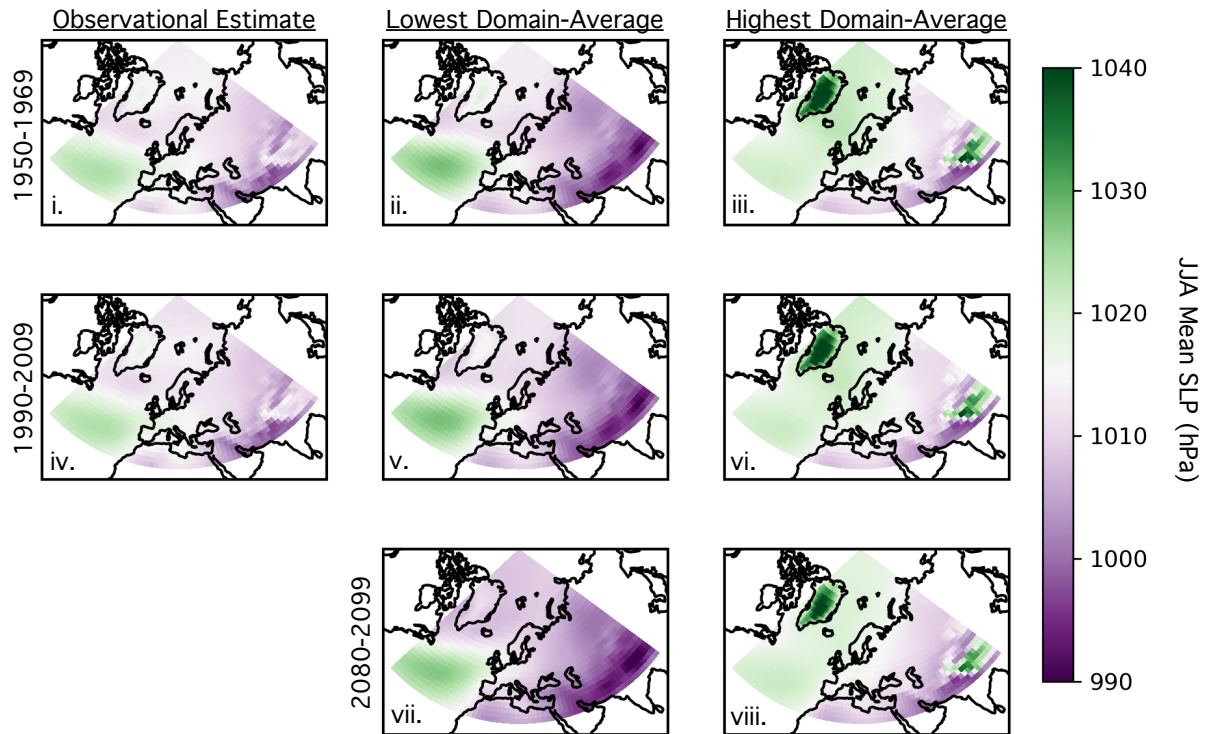 Observational Estimate
Lowest Domain-Average
Highest Domain-Average
1950-1969
i.
ii.
iii.
1990-2009
iv.
v.
vi.
2080-2099
vii.
viii.
1040
1030
1020
1010
1000
990
JJA Mean SLP (hPa)